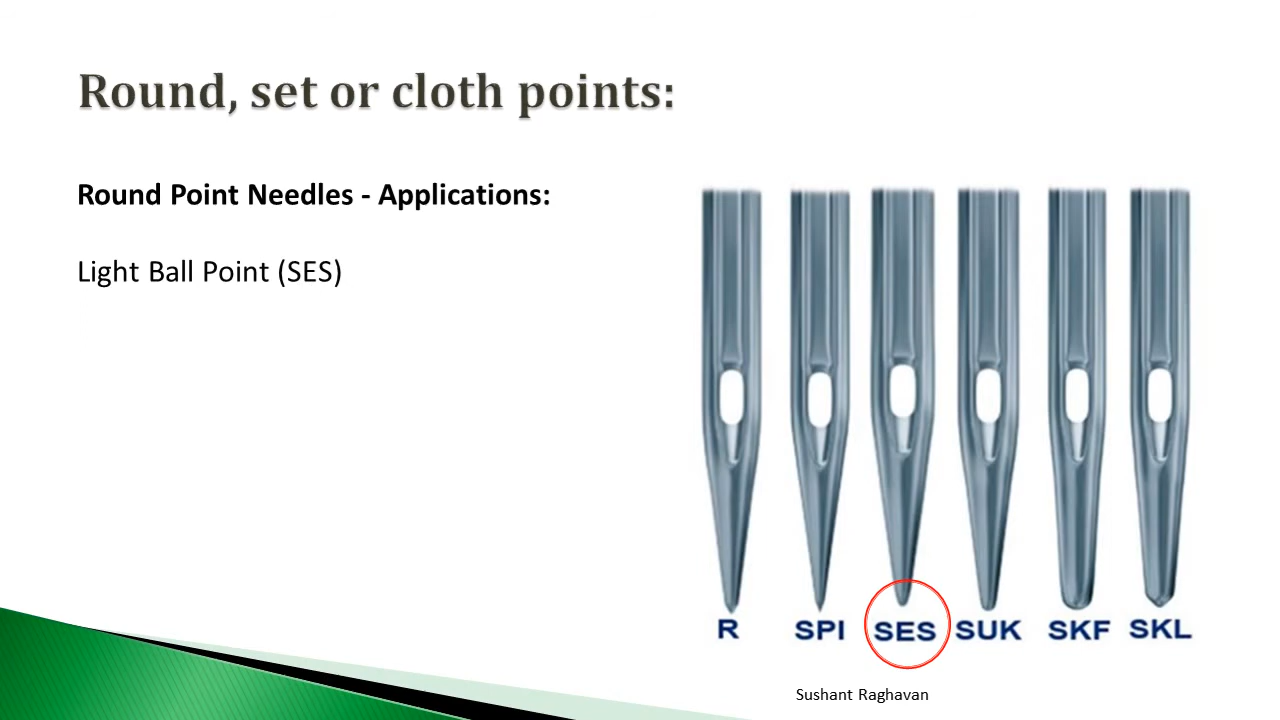 Round, set or cloth points:
Round Point Needles - Applications:
Light Ball Point (SES)
R SPI SES SUK SKF SKL
Sushant Raghavan